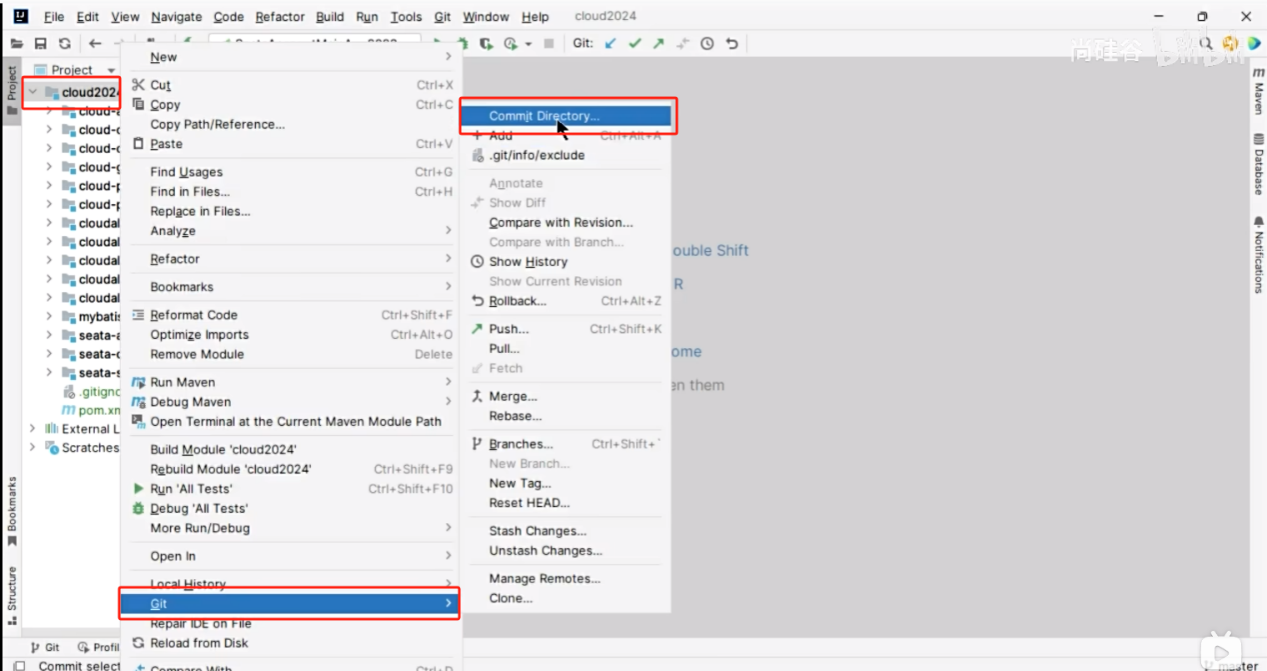 File Edit View Navigate Code Refactor Build Run Tools Git Window Help cloud2024
Git:
尚硅谷 bilibili
Project
Project
cloud2024
cloud-
cloud-
cloud-g
cloud-p
cloud-p
cloudal
cloudal
cloudal
cloudal
cloudal
mybatis
seata-a
seata-
seata-s
.gitigno
pom.xm
External L
Scratches
Bookmarks
Structure
New
Cut Ctrl+X
Copy Ctrl+C
Copy Path/Reference...
Paste Ctrl+V
Find Usages Ctrl+G
Find in Files... Ctrl+H
Replace in Files...
Analyze
Refactor
Bookmarks
Reformat Code Ctrl+Shift+F
Optimize Imports Ctrl+Alt+O
Remove Module Delete
Run Maven
Debug Maven
Open Terminal at the Current Maven Module Path
Build Module 'cloud2024'
Rebuild Module 'cloud2024' Ctrl+Shift+F9
Run 'All Tests' Ctrl+Shift+F10
Debug 'All Tests'
More Run/Debug
Open In
Local History
Git
Repair IDE on File
Reload from Disk
Compare With... Ctrl+D
Commit Directory...
Add Ctrl+Alt+A
.git/info/exclude
Annotate
Show Diff
Compare with Revision...
Compare with Branch...
Show History
Show Current Revision
Rollback... Ctrl+Alt+Z
Push... Ctrl+Shift+K
Pull...
Fetch
Merge...
Rebase...
Branches... Ctrl+Shift+`
New Branch...
New Tag...
Reset HEAD...
Stash Changes...
Unstash Changes...
Manage Remotes...
Clone...
ouble Shift
R
ome
en them
Maven
Database
Notifications
Git Profil
Commit select
master